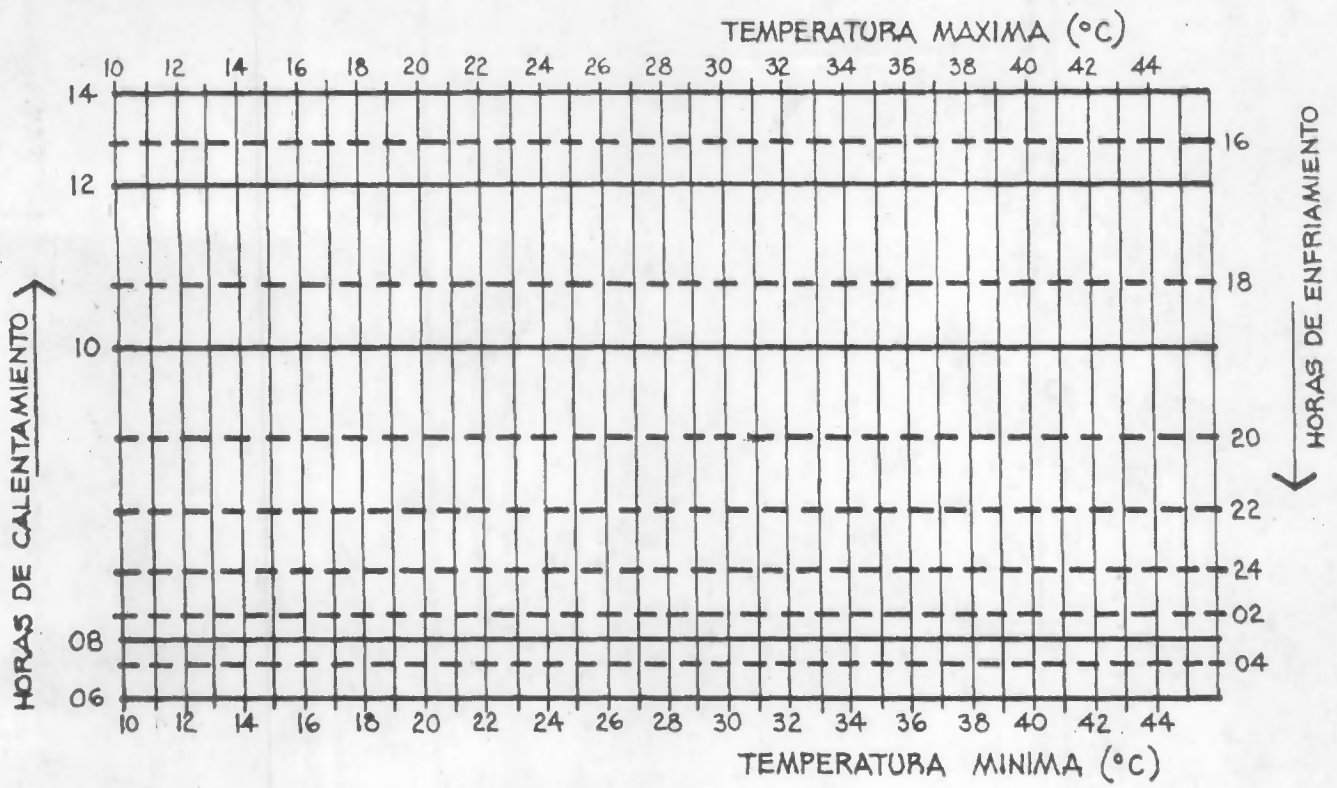 TEMPERATURA MAXIMA (°C)
10 12 14 16 18 20 22 24 26 28 30 32 34 36 38 40 42 44
14
16
12
18
10
20
22
24
02
08
04
06
10 12 14 16 18 20 22 24 26 28 30 32 34 36 38 40 42 44
TEMPERATURA MINIMA (°C)
HORAS DE CALENTAMIENTO
HORAS DE ENFRIAMIENTO